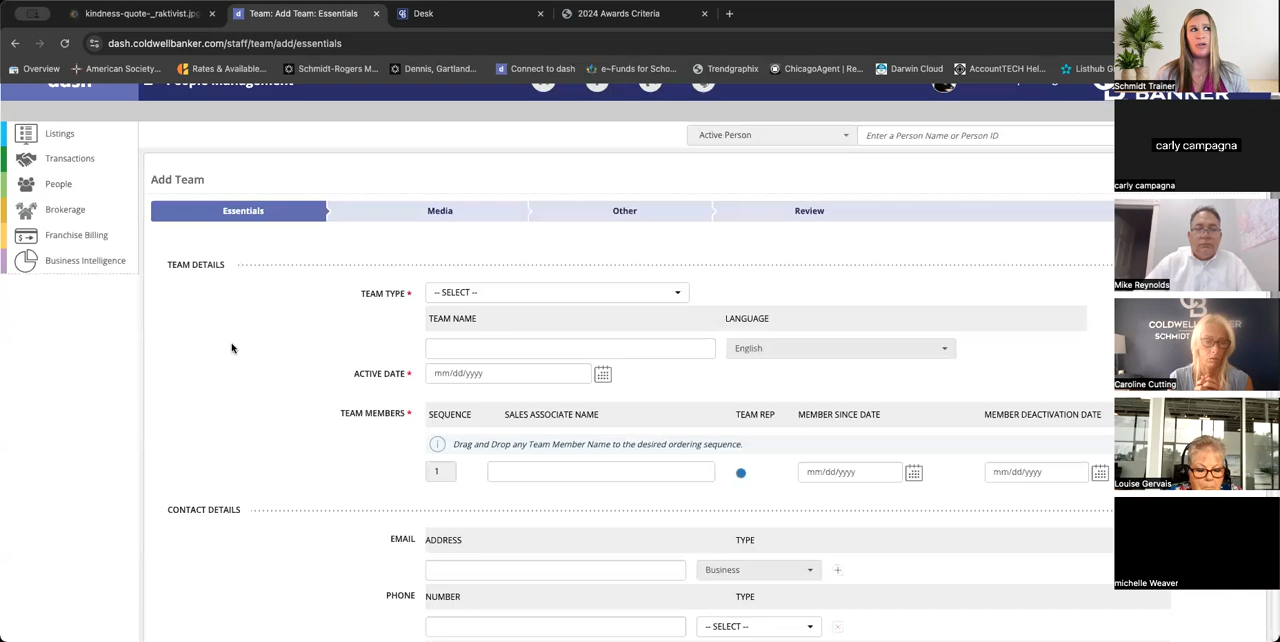 kindness-quote-_raktivist.jp
Team: Add Team: Essentials
Desk
2024 Awards Criteria
dash.coldwellbanker.com/staff/team/add/essentials
Overview
American Society...
Rates & Available...
Schmidt-Rogers M...
Dennis, Gartland...
Connect to dash
e-Funds for Scho...
Trendgraphix
ChicagoAgent | Re...
Darwin Cloud
AccountTECH Hel...
Listhub
dash
People Management
BANKER
Schmidt Trainer
Listings
Transactions
People
Brokerage
Franchise Billing
Business Intelligence
Active Person
Enter a Person Name or Person ID
Add Team
Essentials
Media
Other
Review
TEAM DETAILS
TEAM TYPE *
-- SELECT --
TEAM NAME
LANGUAGE
English
ACTIVE DATE *
mm/dd/yyyy
TEAM MEMBERS *
SEQUENCE
SALES ASSOCIATE NAME
TEAM REP
MEMBER SINCE DATE
MEMBER DEACTIVATION DATE
Drag and Drop any Team Member Name to the desired ordering sequence.
1
mm/dd/yyyy
mm/dd/yyyy
CONTACT DETAILS
EMAIL
ADDRESS
TYPE
Business
PHONE
NUMBER
TYPE
-- SELECT --
carly campagna
carly campagna
Mike Reynolds
COLDWELL
SCHMIDT
Caroline Cutting
Louise Gervais
michelle Weaver